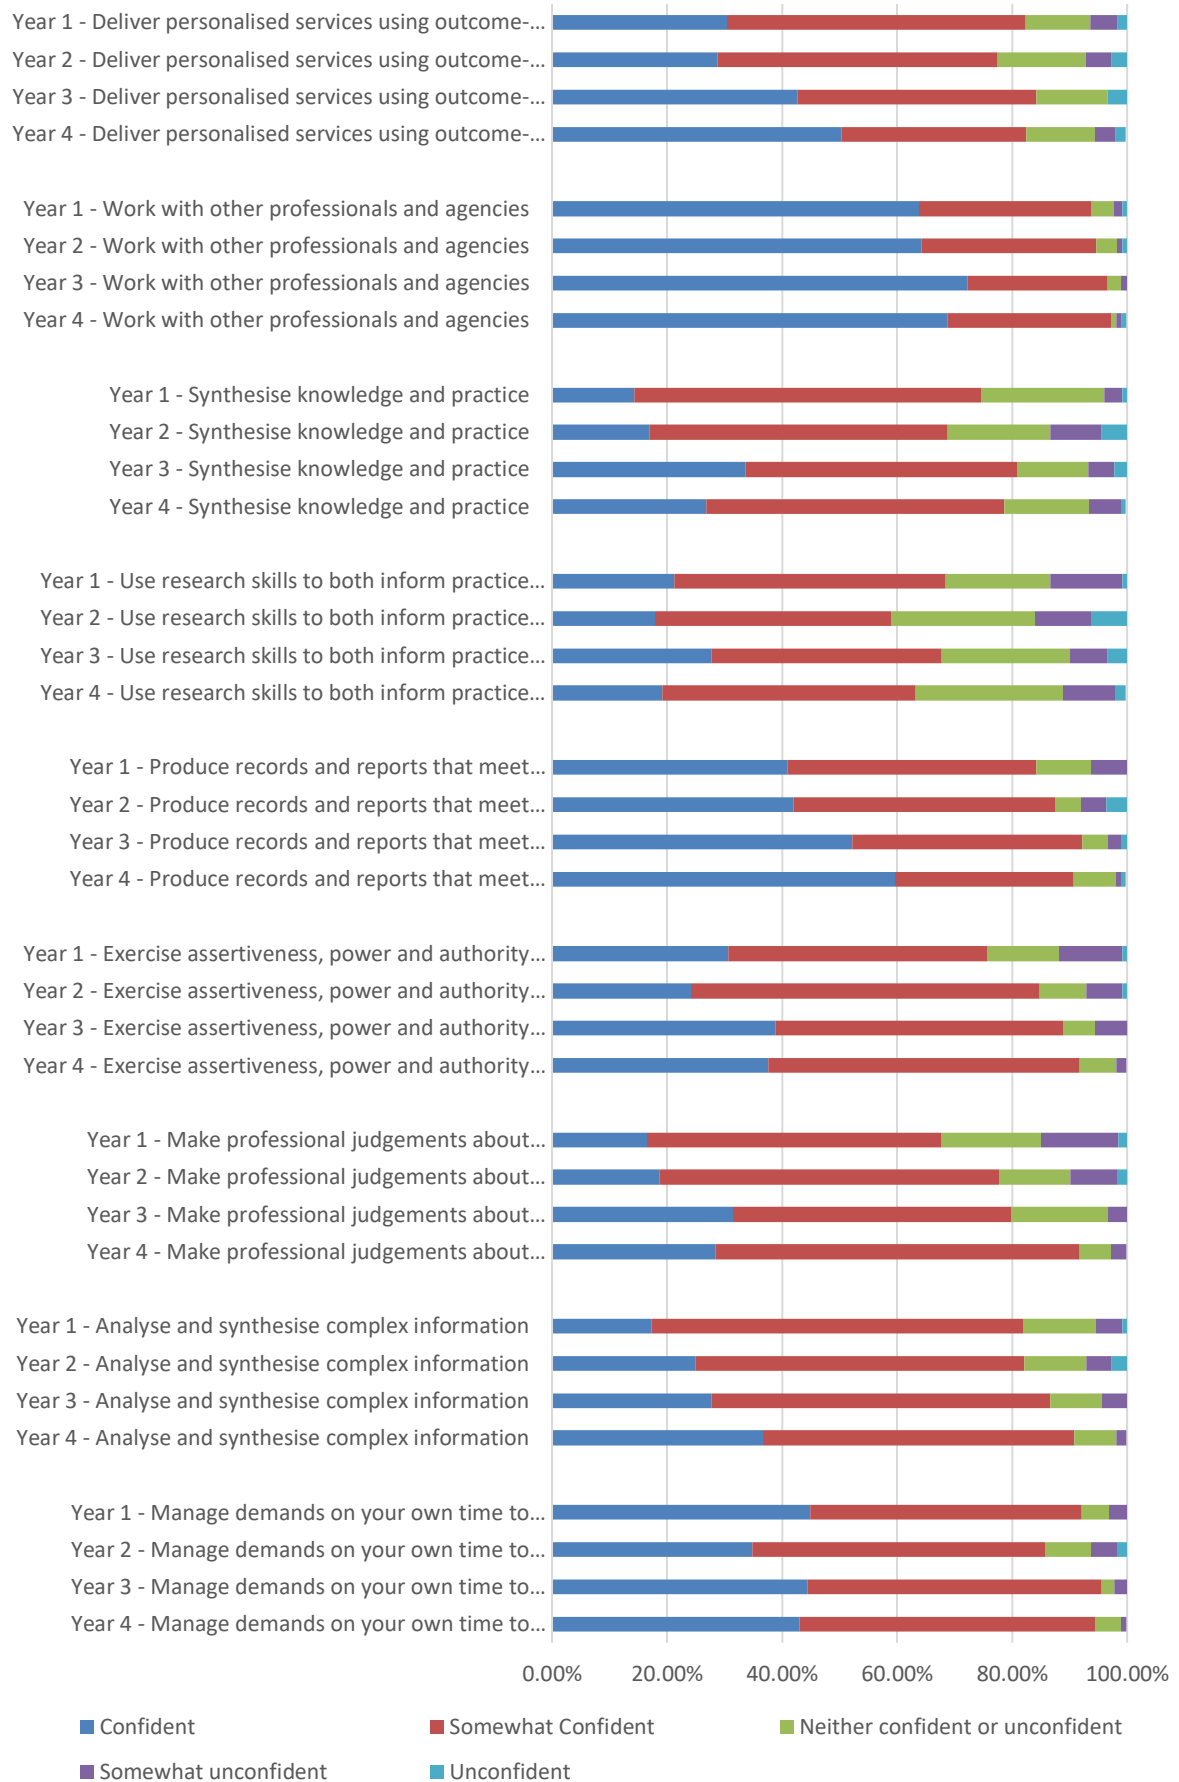 Year 1 - Deliver personalised services using outcome-...
Year 2 - Deliver personalised services using outcome-...
Year 3 - Deliver personalised services using outcome-...
Year 4 - Deliver personalised services using outcome-...
Year 1 - Work with other professionals and agencies
Year 2 - Work with other professionals and agencies
Year 3 - Work with other professionals and agencies
Year 4 - Work with other professionals and agencies
Year 1 - Synthesise knowledge and practice
Year 2 - Synthesise knowledge and practice
Year 3 - Synthesise knowledge and practice
Year 4 - Synthesise knowledge and practice
Year 1 - Use research skills to both inform practice...
Year 2 - Use research skills to both inform practice...
Year 3 - Use research skills to both inform practice...
Year 4 - Use research skills to both inform practice...
Year 1 - Produce records and reports that meet...
Year 2 - Produce records and reports that meet...
Year 3 - Produce records and reports that meet...
Year 4 - Produce records and reports that meet...
Year 1 - Exercise assertiveness, power and authority...
Year 2 - Exercise assertiveness, power and authority...
Year 3 - Exercise assertiveness, power and authority...
Year 4 - Exercise assertiveness, power and authority...
Year 1 - Make professional judgements about...
Year 2 - Make professional judgements about...
Year 3 - Make professional judgements about...
Year 4 - Make professional judgements about...
Year 1 - Analyse and synthesise complex information
Year 2 - Analyse and synthesise complex information
Year 3 - Analyse and synthesise complex information
Year 4 - Analyse and synthesise complex information
Year 1 - Manage demands on your own time to...
Year 2 - Manage demands on your own time to...
Year 3 - Manage demands on your own time to...
Year 4 - Manage demands on your own time to...
0.00% 20.00% 40.00% 60.00% 80.00% 100.00%
Confident Somewhat Confident Neither confident or unconfident
Somewhat unconfident Unconfident